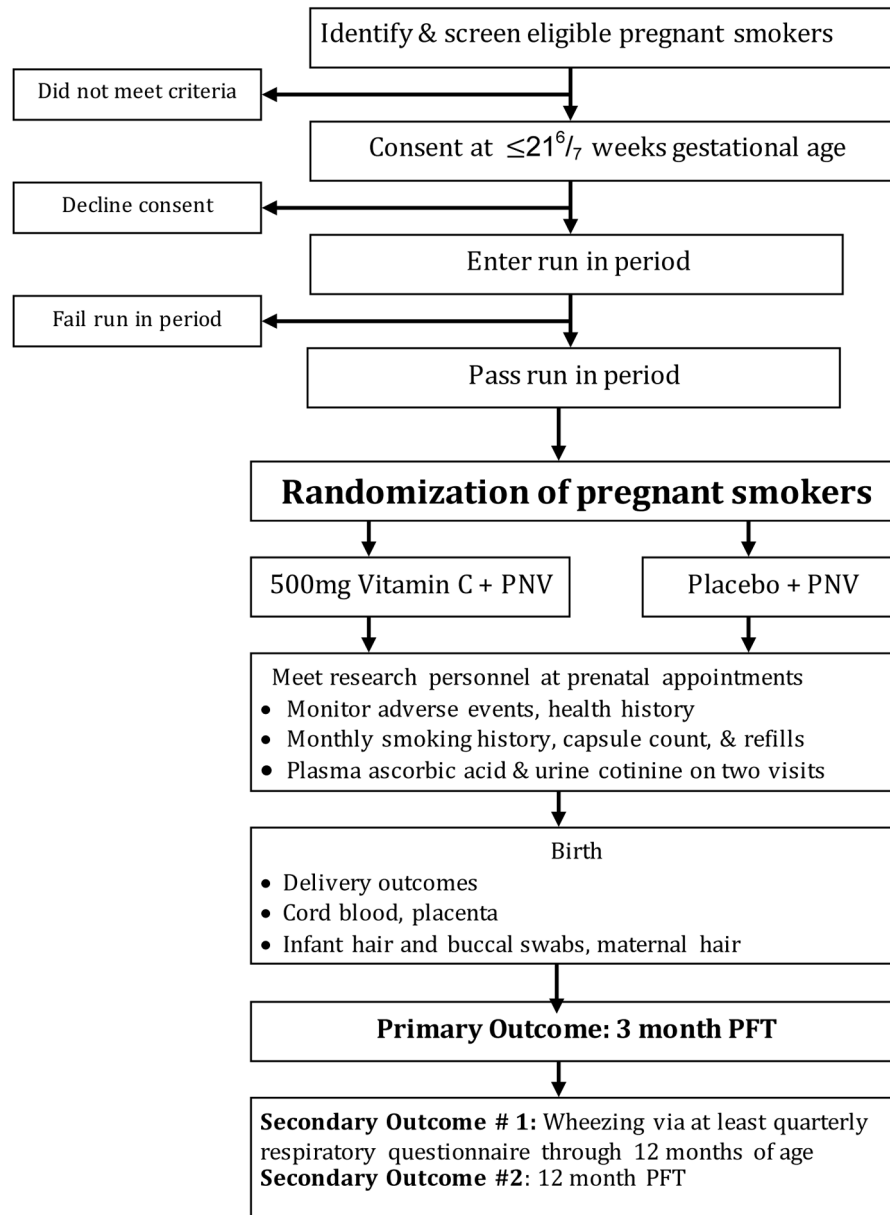 Identify & screen eligible pregnant smokers
Did not meet criteria
Consent at ≤21⁶/₇ weeks gestational age
Decline consent
Enter run in period
Fail run in period
Pass run in period
Randomization of pregnant smokers
500mg Vitamin C + PNV
Placebo + PNV
Meet research personnel at prenatal appointments
• Monitor adverse events, health history
• Monthly smoking history, capsule count, & refills
• Plasma ascorbic acid & urine cotinine on two visits
Birth
• Delivery outcomes
• Cord blood, placenta
• Infant hair and buccal swabs, maternal hair
Primary Outcome: 3 month PFT
Secondary Outcome # 1: Wheezing via at least quarterly
respiratory questionnaire through 12 months of age
Secondary Outcome #2: 12 month PFT